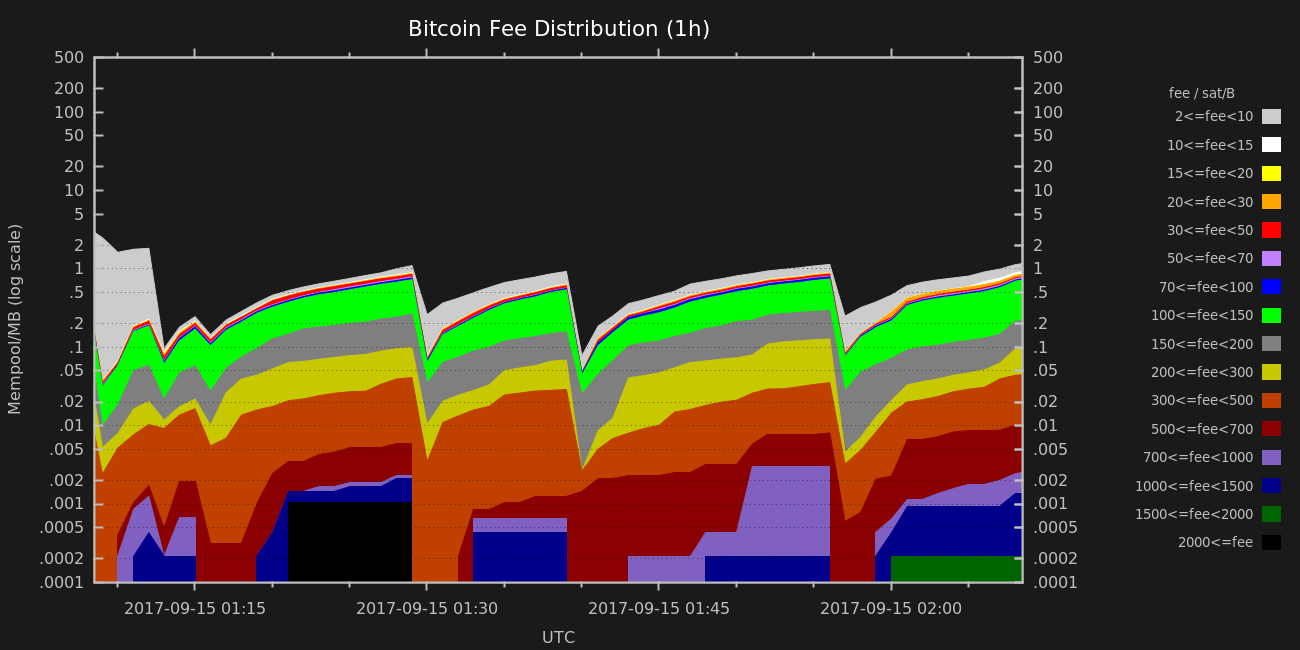 Bitcoin Fee Distribution (1h)
500 500
200 200
100 100
50 50
20 20
10 10
5 5
2 2
1 1
.5 .5
.2 .2
.1 .1
.05 .05
.02 .02
.01 .01
.005 .005
.002 .002
.001 .001
.0005 .0005
.0002 .0002
.0001 .0001
Mempool/MB (log scale)
2017-09-15 01:15 2017-09-15 01:30 2017-09-15 01:45 2017-09-15 02:00
UTC
fee / sat/B
2<=fee<10
10<=fee<15
15<=fee<20
20<=fee<30
30<=fee<50
50<=fee<70
70<=fee<100
100<=fee<150
150<=fee<200
200<=fee<300
300<=fee<500
500<=fee<700
700<=fee<1000
1000<=fee<1500
1500<=fee<2000
2000<=fee